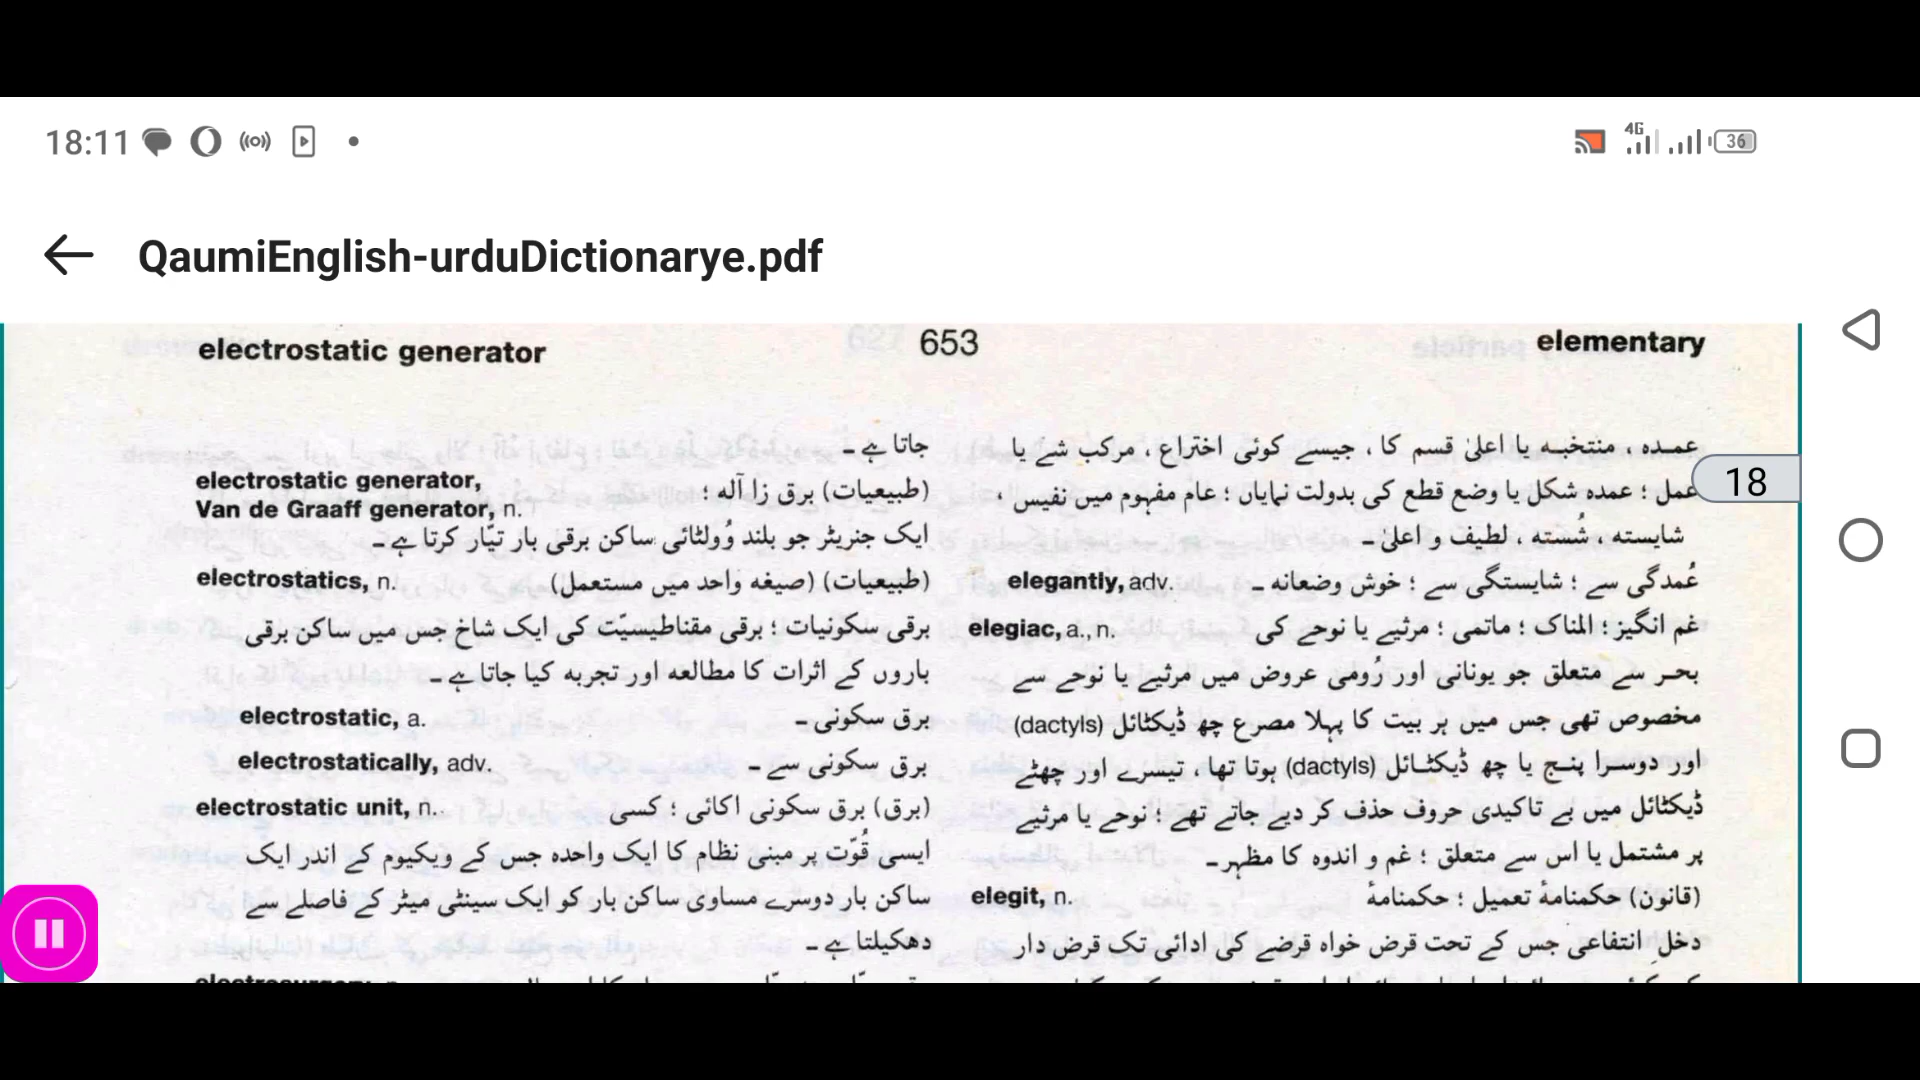 18:11
4G
36
QaumiEnglish-urduDictionarye.pdf
electrostatic generator
653
elementary
18
جاتا ہے ۔
electrostatic generator, (طبیعیات) برق زا آلہ ؛
Van de Graaff generator, n.
ایک جنریٹر جو بلند وُولٹائی ساکن برقی بار تیّار کرتا ہے۔
electrostatics, n. (طبیعیات) (صیغہ واحد میں مستعمل)
برقی سکونیات ؛ برقی مقناطیسیّت کی ایک شاخ جس میں ساکن برقی
باروں کے اثرات کا مطالعہ اور تجربہ کیا جاتا ہے۔
electrostatic, a. برق سکونی ۔
electrostatically, adv. برق سکونی سے ۔
electrostatic unit, n. (برق) برق سکونی اکائی ؛ کسی
ایسی قُوّت پر مبنی نظام کا ایک واحدہ جس کے ویکیوم کے اندر ایک
ساکن بار دوسرے مساوی ساکن بار کو ایک سینٹی میٹر کے فاصلے سے
دھکیلتا ہے ۔
عمدہ ، منتخبہ یا اعلیٰ قسم کا ، جیسے کوئی اختراع ، مرکب شے یا
عمل ؛ عمدہ شکل یا وضع قطع کی بدولت نمایاں ؛ عام مفہوم میں نفیس ،
شایستہ ، شُستہ ، لطیف و اعلیٰ ۔
elegantly, adv. عُمدگی سے ؛ شایستگی سے ؛ خوش وضعانہ ۔
elegiac, a., n. غم انگیز ؛ المناک ؛ ماتمی ؛ مرثیے یا نوحے کی
بحر سے متعلق جو یونانی اور رُومی عروض میں مرثیے یا نوحے سے
مخصوص تھی جس میں ہر بیت کا پہلا مصرع چھ ڈیکٹائل (dactyls)
اور دوسرا پنج یا چھ ڈیکٹائل (dactyls) ہوتا تھا، تیسرے اور چھٹے
ڈیکٹائل میں بے تاکیدی حروف حذف کر دیے جاتے تھے ؛ نوحے یا مرثیے
پر مشتمل یا اس سے متعلق ؛ غم و اندوہ کا مظہر۔
elegit, n. (قانون) حکمنامۂ تعمیل ؛ حکمنامۂ
دخلِ انتفاعی جس کے تحت قرض خواہ قرضے کی ادائی تک قرض دار